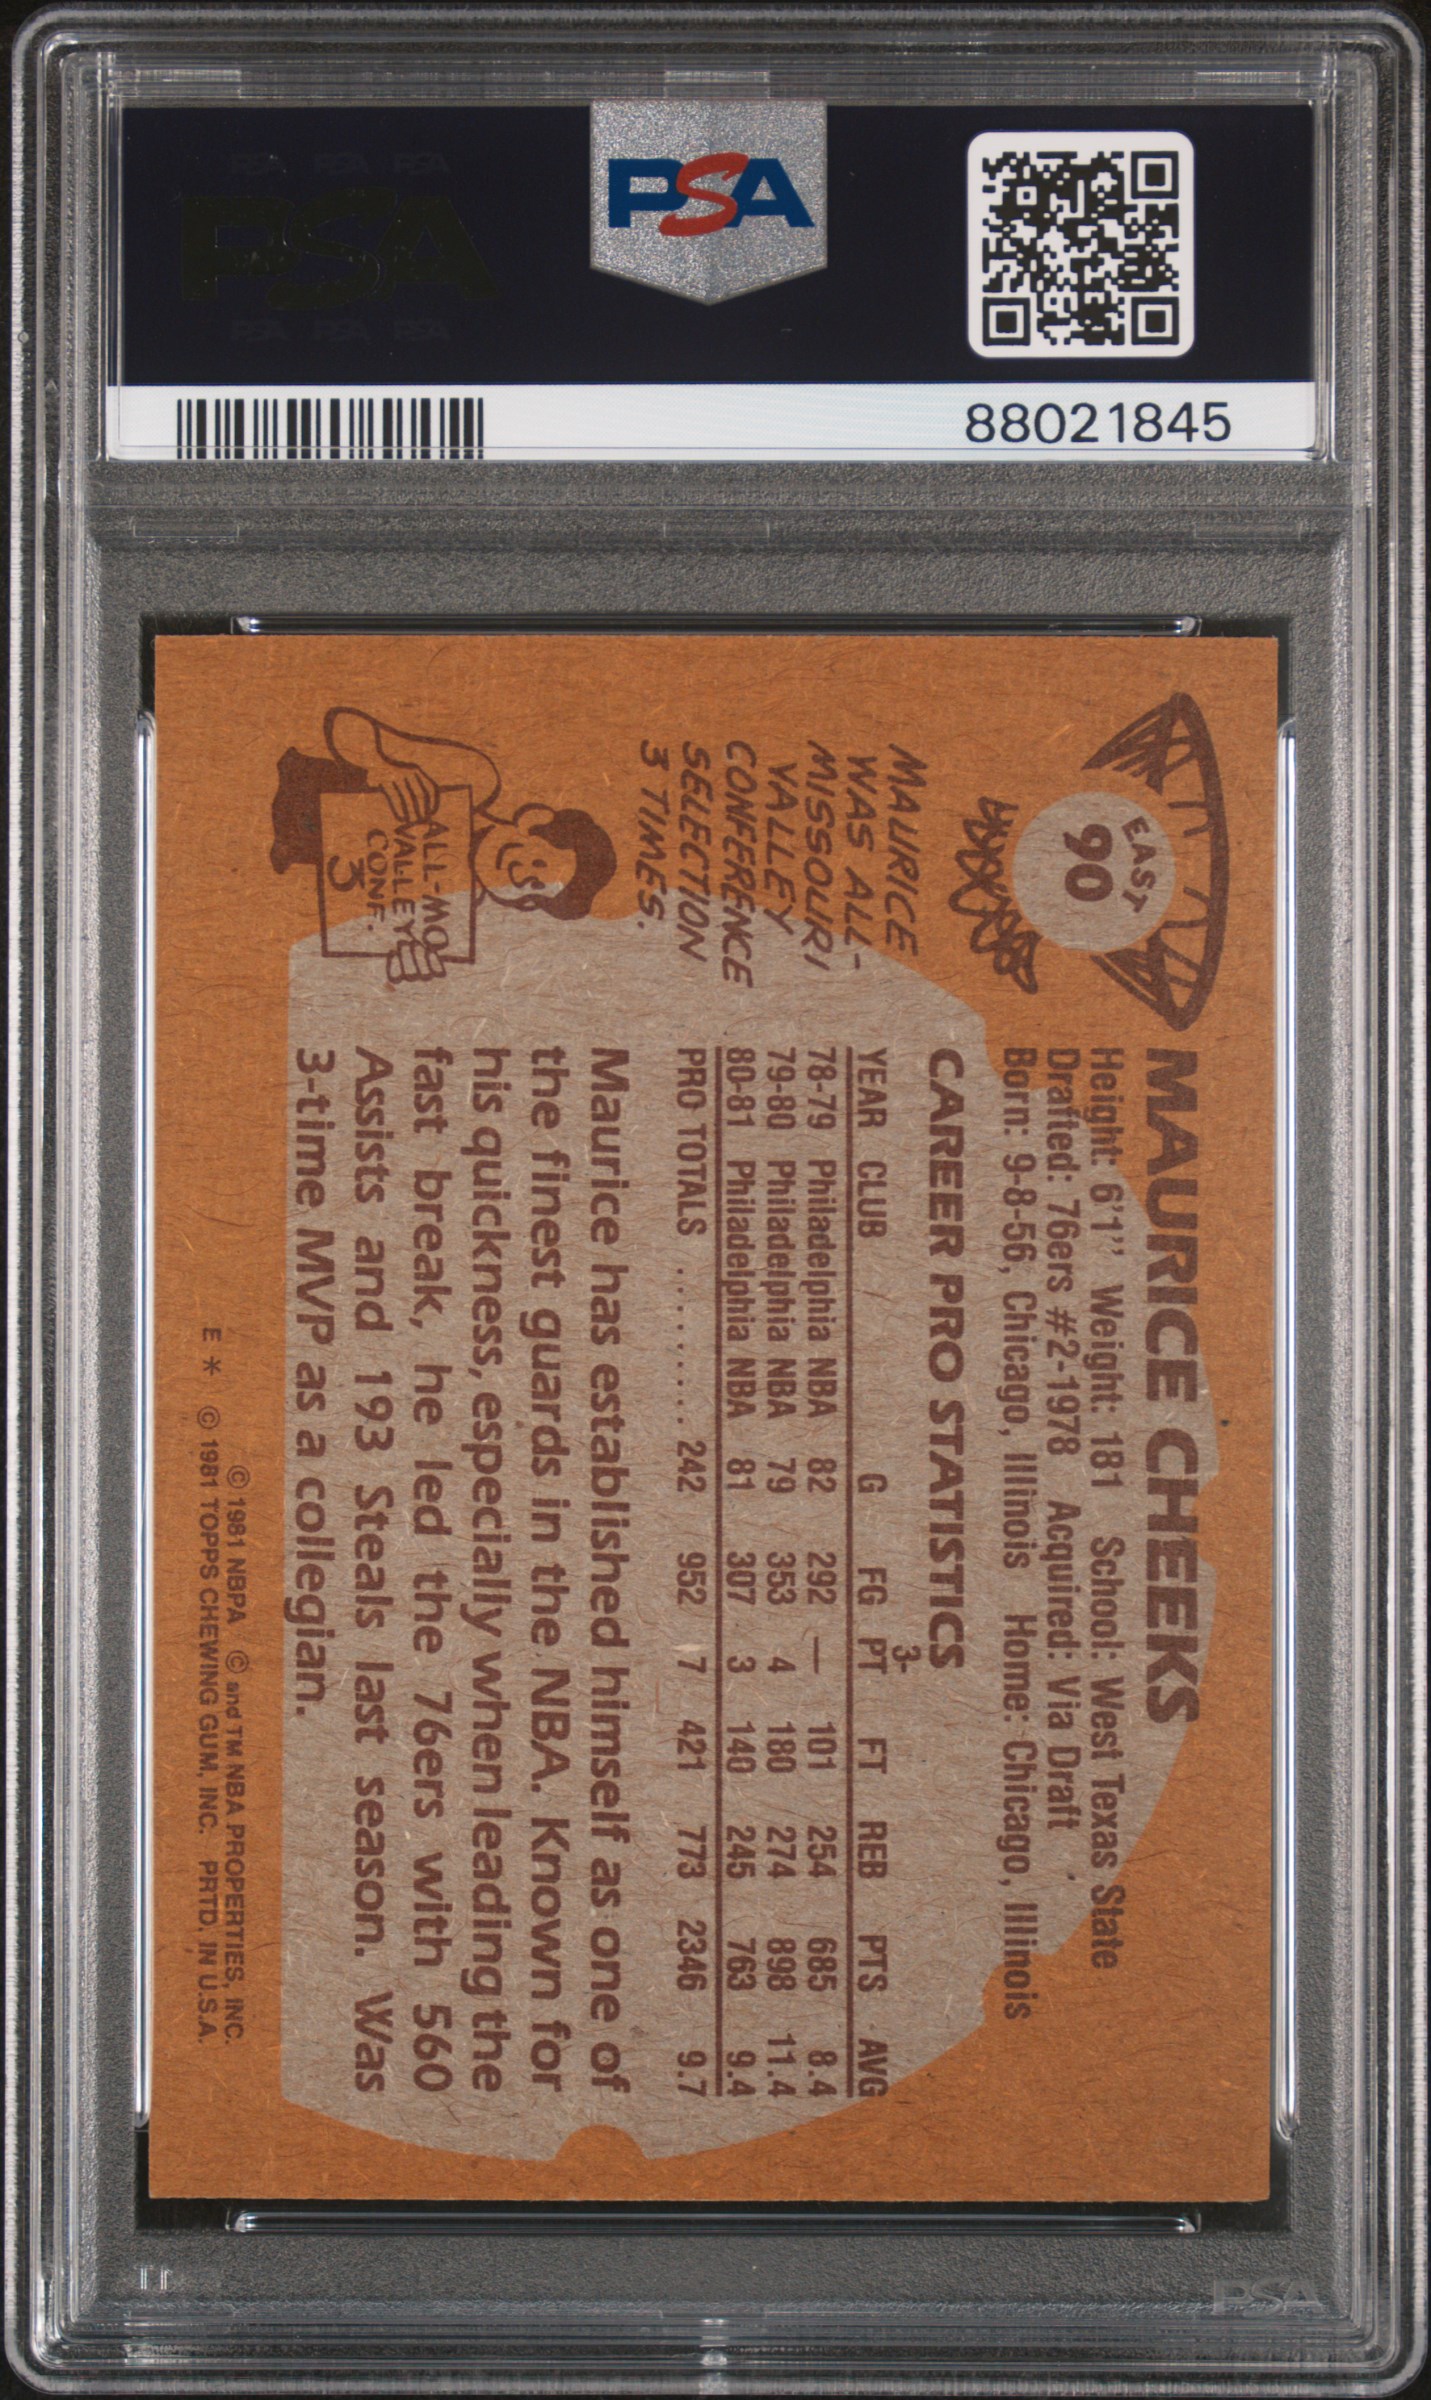 PSA
PSA PSA PSA
PSA
PSA PSA PSA
88021845
EAST
90
MAURICE CHEEKS
Height: 6'1'' Weight: 181 School: West Texas State
Drafted: 76ers #2-1978 Acquired: Via Draft
Born: 9-8-56, Chicago, Illinois Home: Chicago, Illinois
CAREER PRO STATISTICS
3-
YEAR CLUB G FG PT FT REB PTS AVG
78-79 Philadelphia NBA 82 292 — 101 254 685 8.4
79-80 Philadelphia NBA 79 353 4 180 274 898 11.4
80-81 Philadelphia NBA 81 307 3 140 245 763 9.4
PRO TOTALS ........ 242 952 7 421 773 2346 9.7
MAURICE
WAS ALL-
MISSOURI
VALLEY
CONFERENCE
SELECTION
3 TIMES.
ALL-MO.
VALLEY
CONF.
3
Maurice has established himself as one of
the finest guards in the NBA. Known for
his quickness, especially when leading the
fast break, he led the 76ers with 560
Assists and 193 Steals last season. Was
3-time MVP as a collegian.
© 1981 NBPA © and TM NBA PROPERTIES, INC.
E * © 1981 TOPPS CHEWING GUM, INC. PRTD. IN U.S.A.
PSA